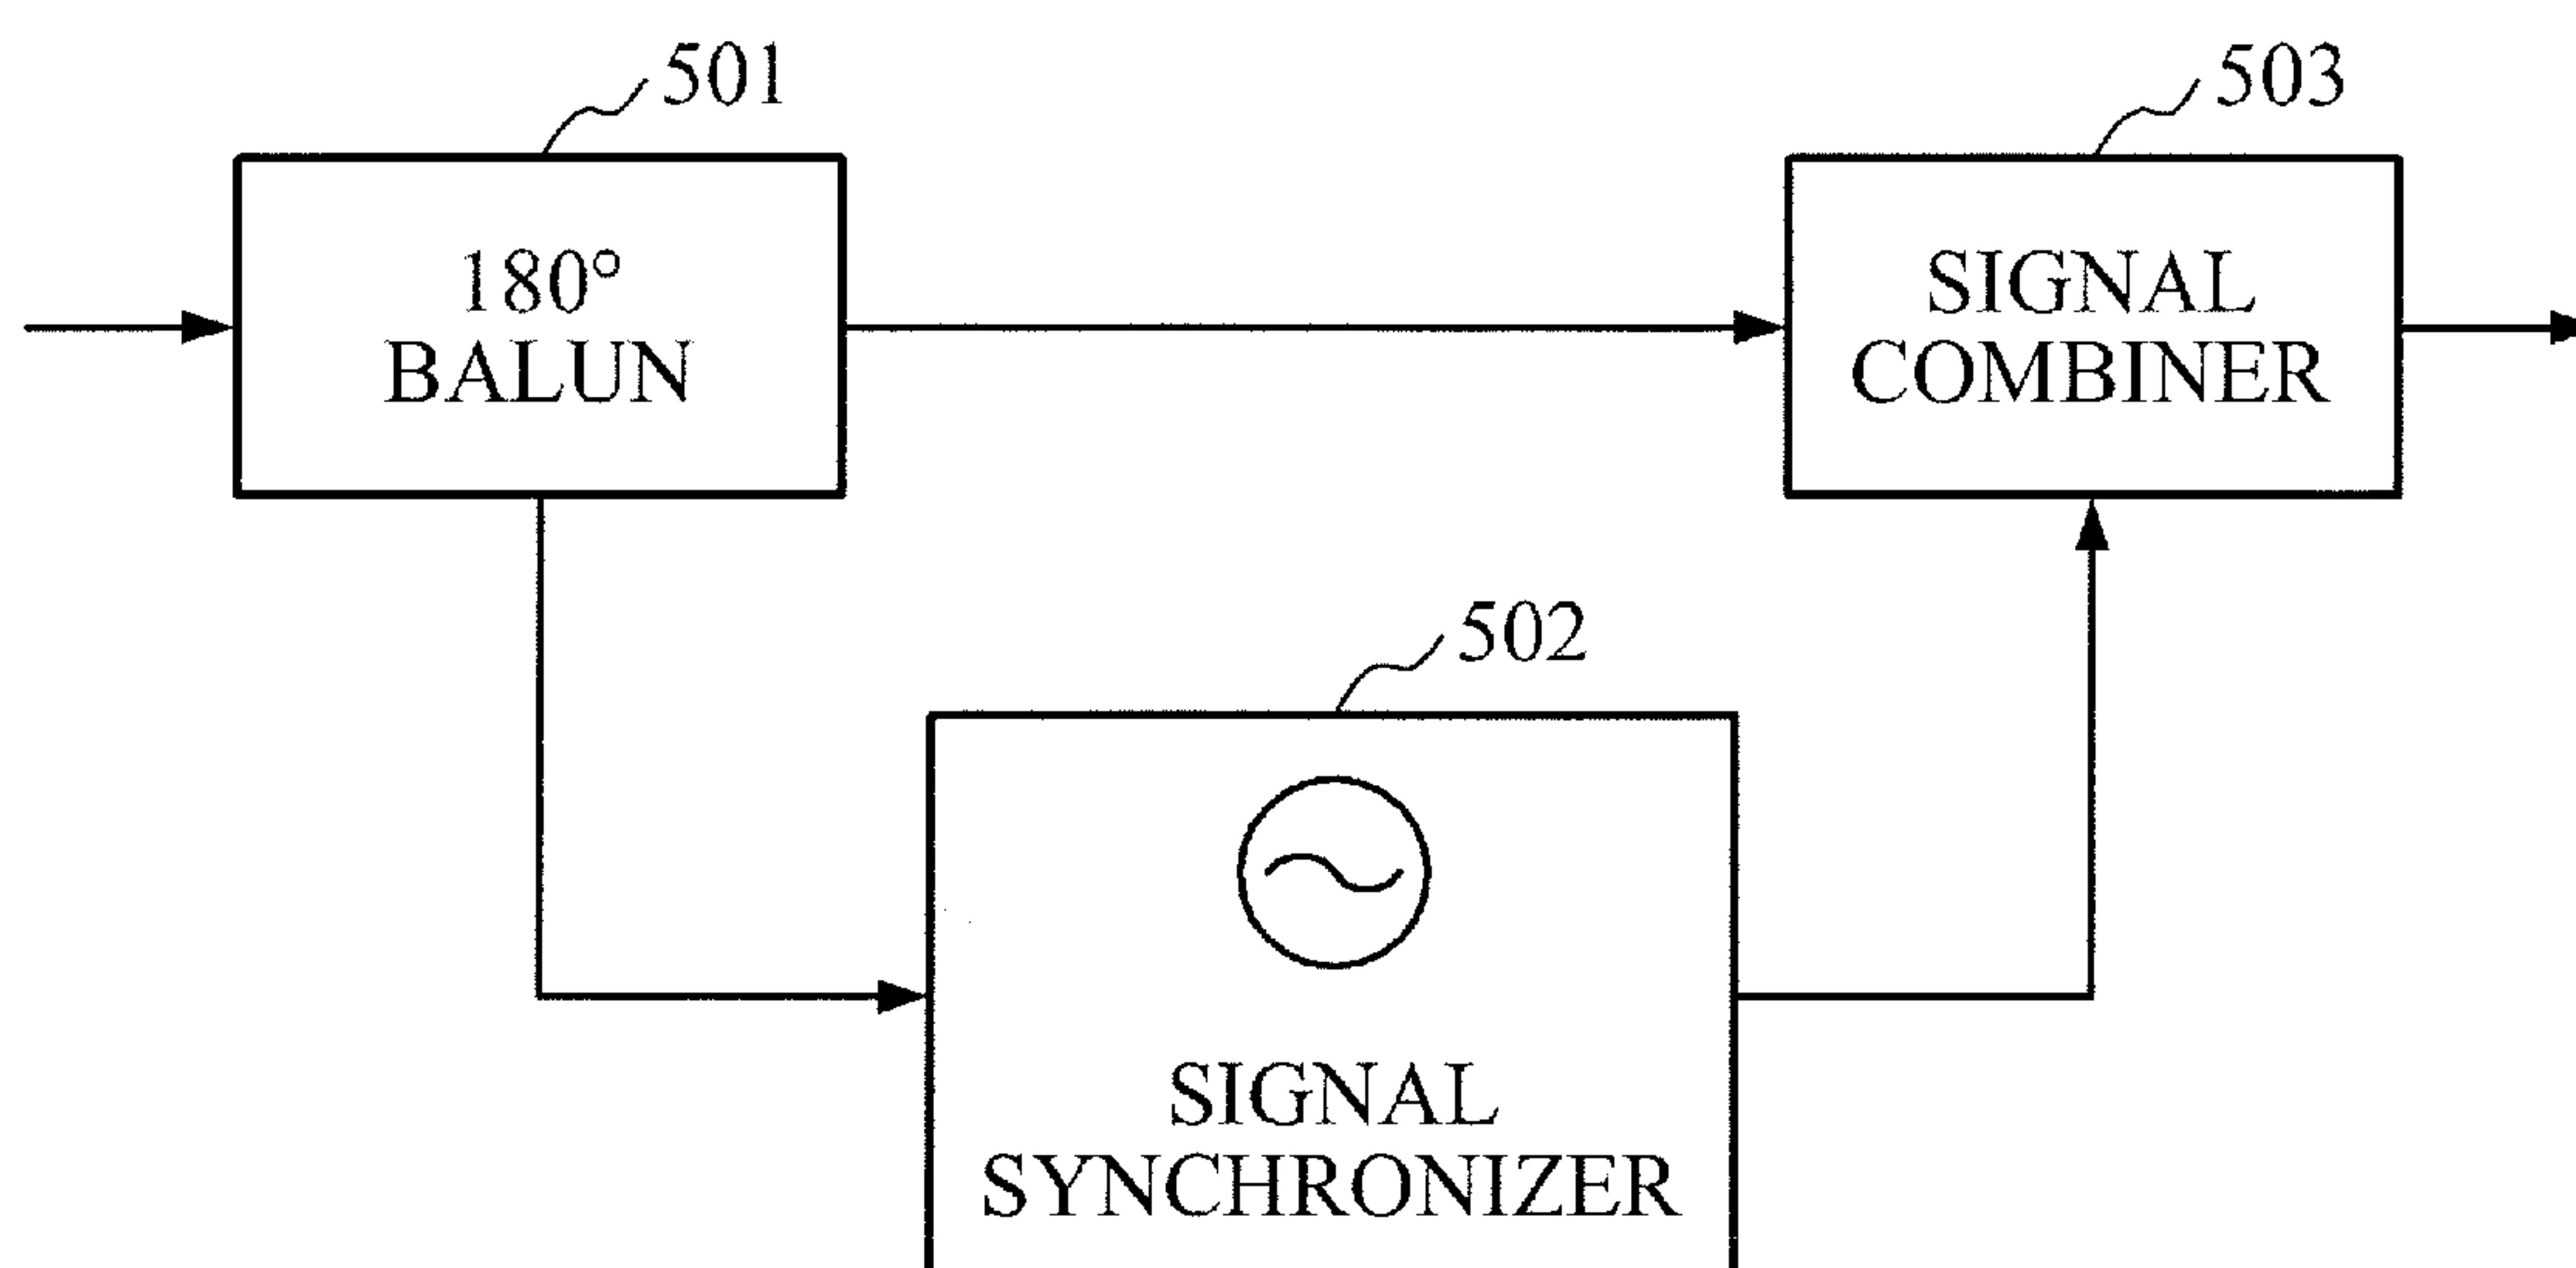 501
503
180°
BALUN
SIGNAL
COMBINER
502
SIGNAL
SYNCHRONIZER